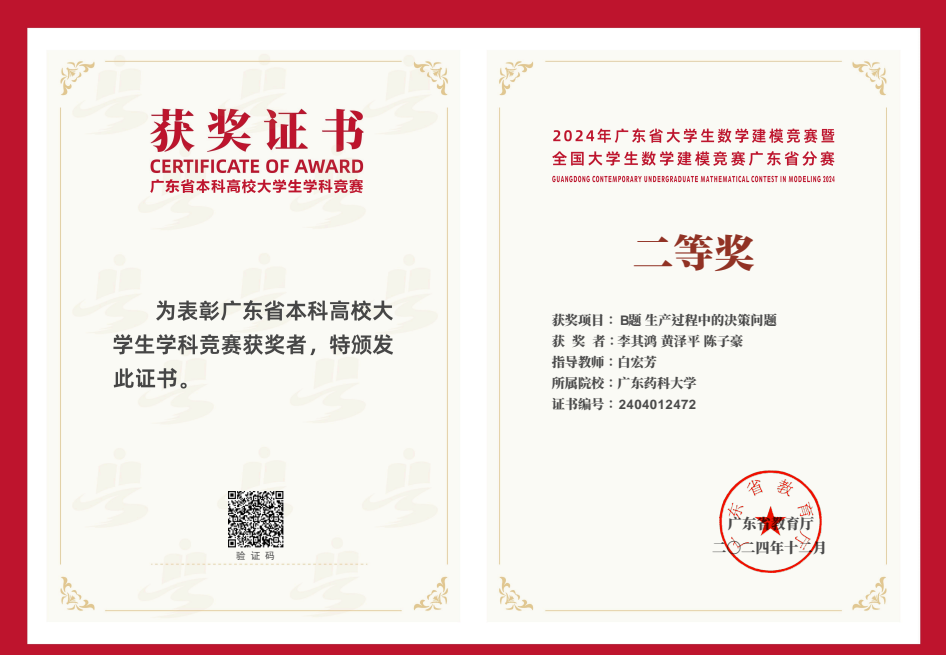 获奖证书
CERTIFICATE OF AWARD
广东省本科高校大学生学科竞赛
为表彰广东省本科高校大
学生学科竞赛获奖者，特颁发
此证书。
验证码
2024年广东省大学生数学建模竞赛暨
全国大学生数学建模竞赛广东省分赛
GUANGDONG CONTEMPORARY UNDERGRADUATE MATHEMATICAL CONTEST IN MODELING 2024
二等奖
获奖项目：B题 生产过程中的决策问题
获 奖 者：李其鸿 黄泽平 陈子豪
指导教师：白宏芳
所属院校：广东药科大学
证书编号：2404012472
广东省教育厅
广东省教育厅
二〇二四年十二月